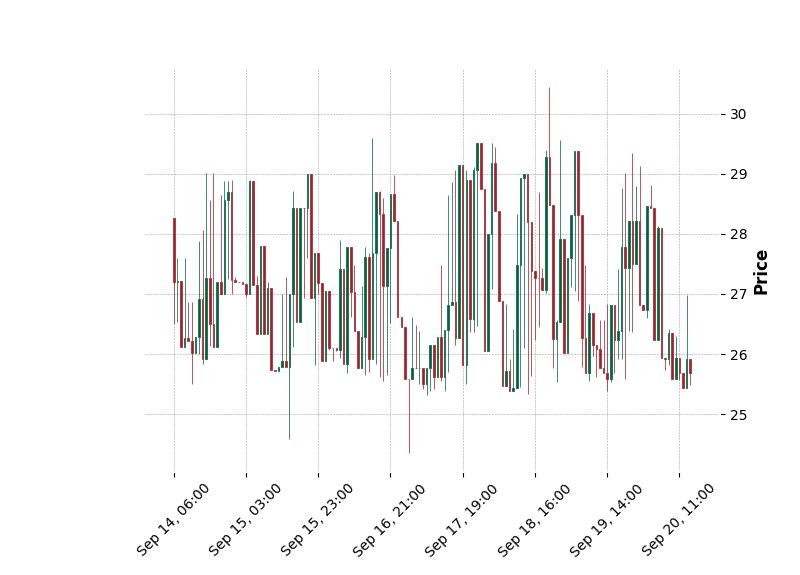 30
29
28
27
26
25
Price
Sep 14, 06:00
Sep 15, 03:00
Sep 15, 23:00
Sep 16, 21:00
Sep 17, 19:00
Sep 18, 16:00
Sep 19, 14:00
Sep 20, 11:00